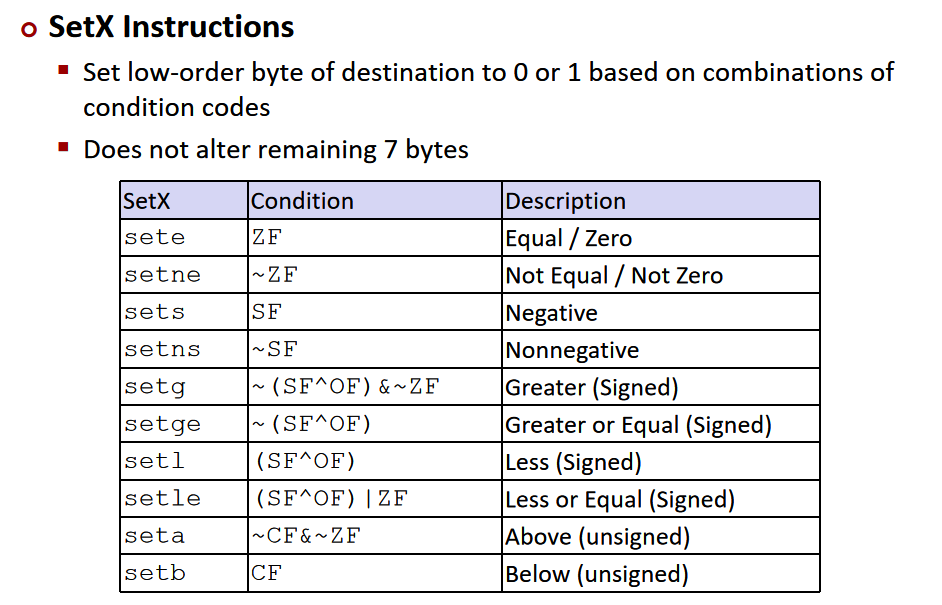 SetX Instructions
Set low-order byte of destination to 0 or 1 based on combinations of
condition codes
Does not alter remaining 7 bytes
SetX Condition Description
sete ZF Equal / Zero
setne ~ZF Not Equal / Not Zero
sets SF Negative
setns ~SF Nonnegative
setg ~(SF^OF)&~ZF Greater (Signed)
setge ~(SF^OF) Greater or Equal (Signed)
setl (SF^OF) Less (Signed)
setle (SF^OF)|ZF Less or Equal (Signed)
seta ~CF&~ZF Above (unsigned)
setb CF Below (unsigned)